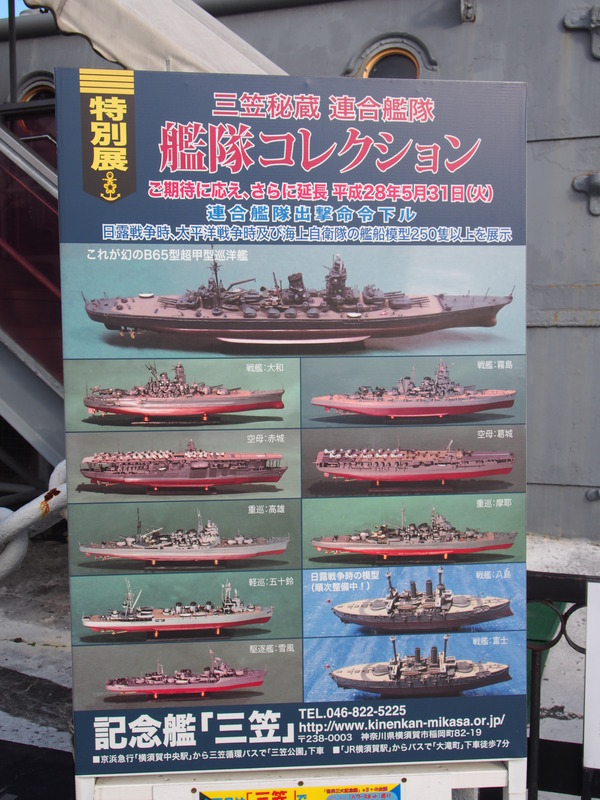 特別展
三笠秘蔵 連合艦隊
艦隊コレクション
ご期待に応え、さらに延長 平成28年5月31日(火)
連合艦隊出撃命令下ル
日露戦争時、太平洋戦争時及び海上自衛隊の艦船模型250隻以上を展示
これが幻のB65型超甲型巡洋艦
戦艦：大和
戦艦：霧島
空母：赤城
空母：葛城
重巡：高雄
重巡：摩耶
軽巡：五十鈴
日露戦争時の模型
（順次整備中！）
戦艦：八島
駆逐艦：雪風
戦艦：富士
記念艦「三笠」
TEL.046-822-5225
http://www.kinenkan-mikasa.or.jp/
〒238-0003 神奈川県横須賀市稲岡町82-19
■京浜急行「横須賀中央駅」から三笠循環バスで「三笠公園」下車 ■「JR横須賀駅」からバスで「大滝町」下車徒歩7分
「三笠」で